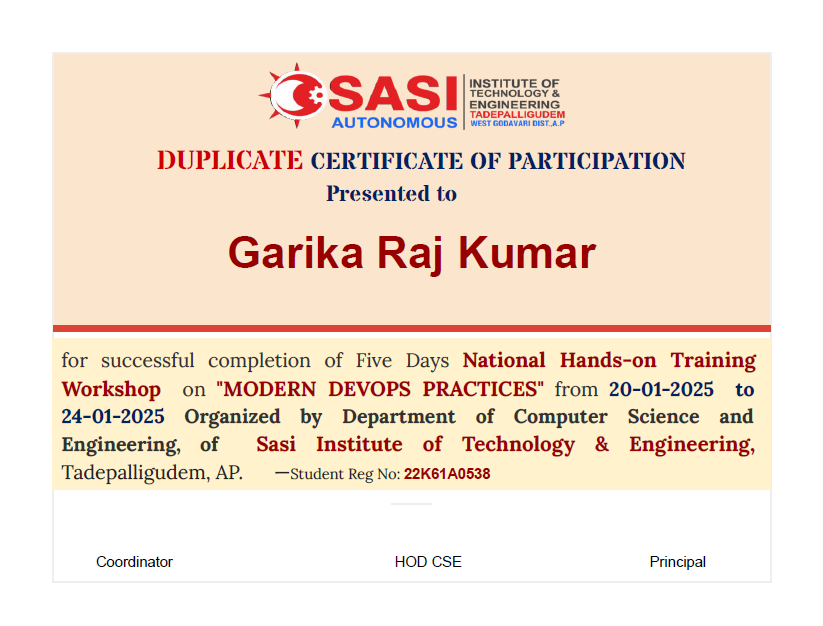 SASI
AUTONOMOUS
INSTITUTE OF
TECHNOLOGY &
ENGINEERING
TADEPALLIGUDEM
WEST GODAVARI DIST.,A.P
DUPLICATE CERTIFICATE OF PARTICIPATION
Presented to
Garika Raj Kumar
for successful completion of Five Days National Hands-on Training
Workshop on "MODERN DEVOPS PRACTICES" from 20-01-2025 to
24-01-2025 Organized by Department of Computer Science and
Engineering, of Sasi Institute of Technology & Engineering,
Tadepalligudem, AP. —Student Reg No: 22K61A0538
Coordinator HOD CSE Principal